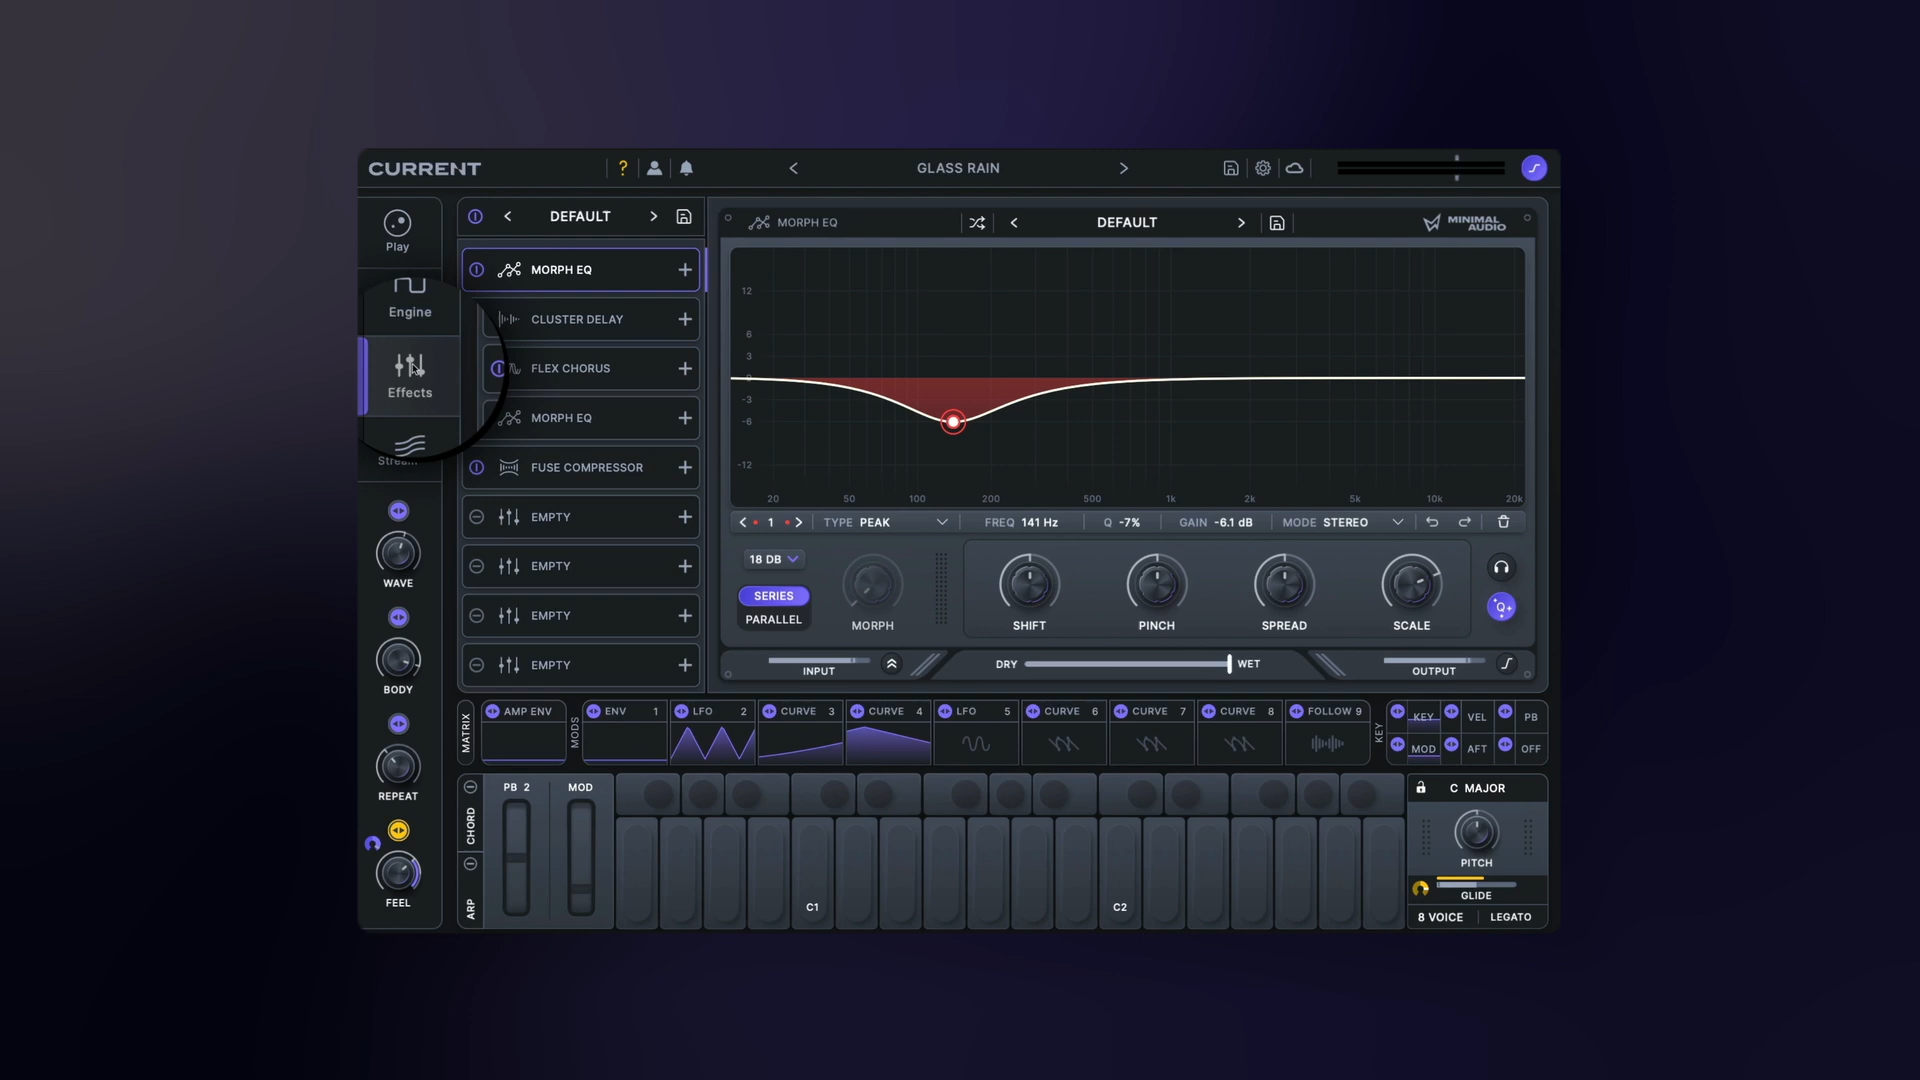 CURRENT
?
GLASS RAIN
Play
Engine
Effects
Stream
WAVE
BODY
REPEAT
FEEL
DEFAULT
MORPH EQ
CLUSTER DELAY
FLEX CHORUS
MORPH EQ
FUSE COMPRESSOR
EMPTY
EMPTY
EMPTY
EMPTY
MORPH EQ
DEFAULT
MINIMAL
AUDIO
12
6
3
0
-3
-6
-12
20 50 100 200 500 1k 2k 5k 10k 20k
1 TYPE PEAK FREQ 141 Hz Q -7% GAIN -6.1 dB MODE STEREO
18 DB
SERIES
PARALLEL
MORPH
SHIFT
PINCH
SPREAD
SCALE
Q
INPUT
DRY
WET
OUTPUT
MATRIX
AMP ENV
MODS
ENV 1
LFO 2
CURVE 3
CURVE 4
LFO 5
CURVE 6
CURVE 7
CURVE 8
FOLLOW 9
KEY
KEY VEL PB
MOD AFT OFF
CHORD
ARP
PB 2
MOD
C1
C2
C MAJOR
PITCH
GLIDE
8 VOICE
LEGATO